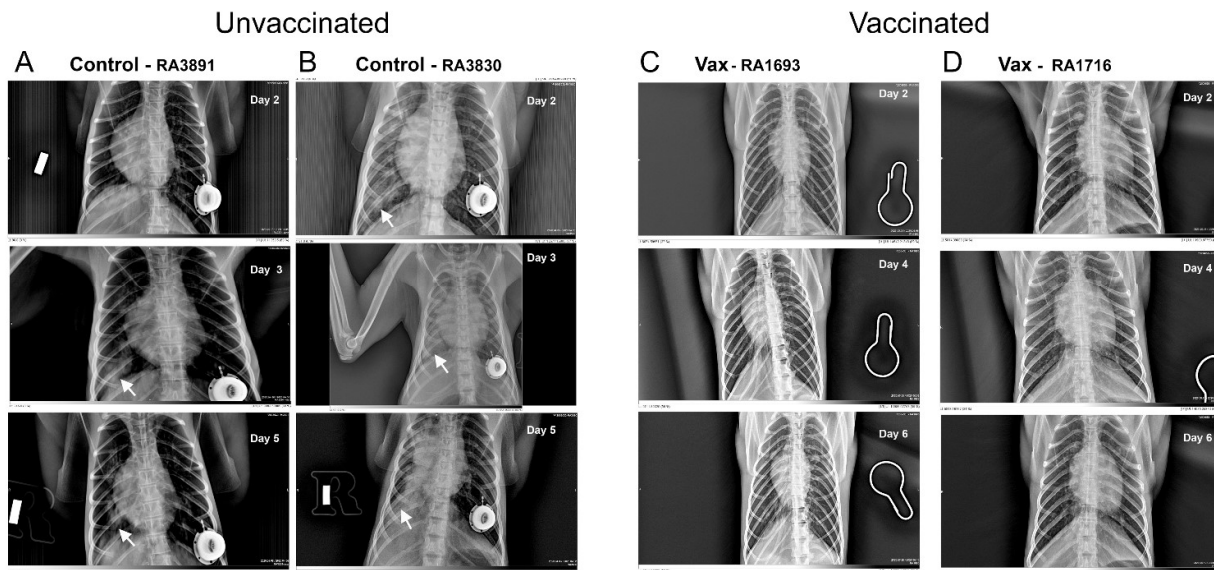 Unvaccinated
Vaccinated
A
Control - RA3891
B
Control - RA3830
C
Vax - RA1693
D
Vax - RA1716
Day 2
Day 2
Day 2
Day 2
Day 3
Day 3
Day 4
Day 4
R
Day 5
R
Day 5
Day 6
Day 6